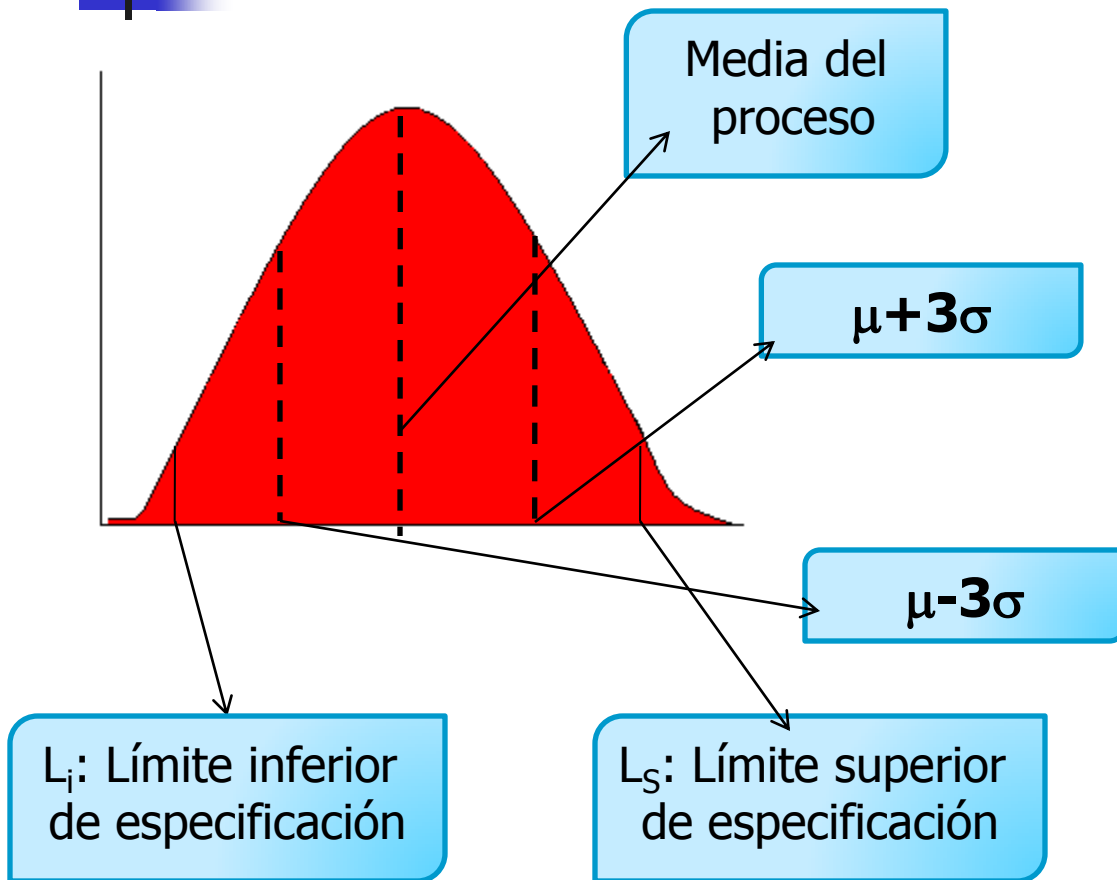 Media del
proceso
μ+3σ
μ-3σ
Li: Límite inferior
de especificación
LS: Límite superior
de especificación